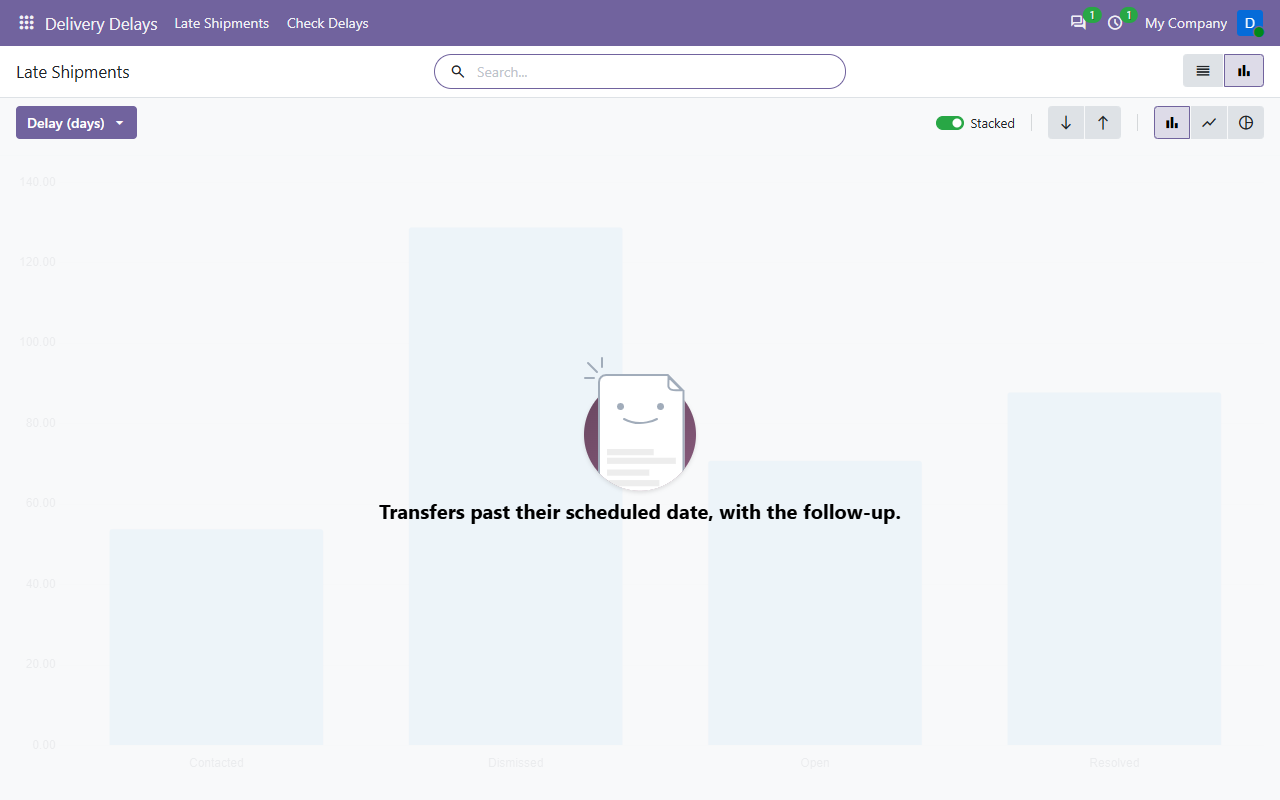 Delivery Delays Late Shipments Check Delays 1 1 My Company D
Late Shipments Search...
Delay (days) Stacked
140.00
120.00
100.00
80.00
60.00
40.00
20.00
0.00
Transfers past their scheduled date, with the follow-up.
Contacted Dismissed Open Resolved